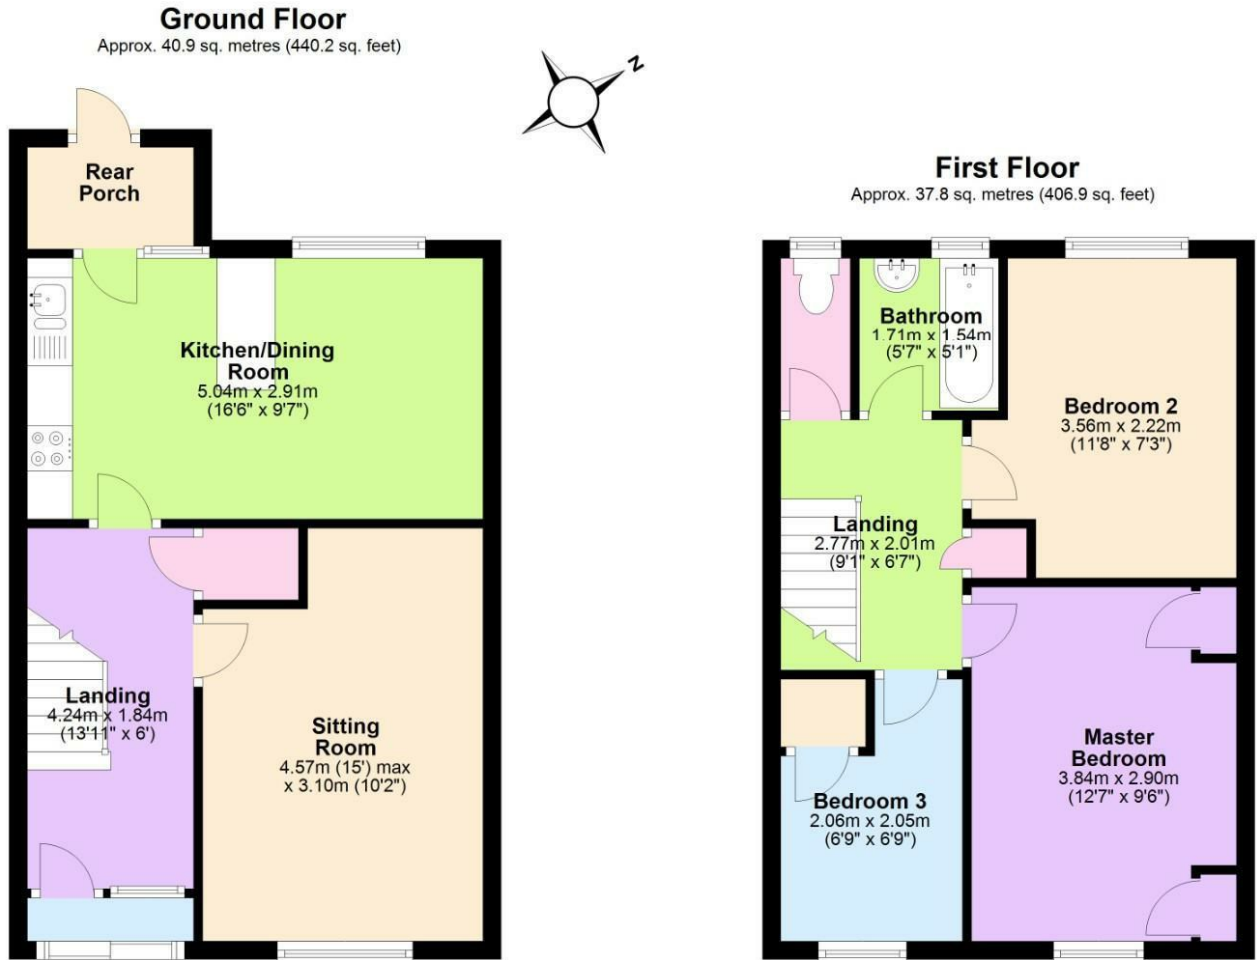 Ground Floor
Approx. 40.9 sq. metres (440.2 sq. feet)
N
Rear
Porch
Kitchen/Dining
Room
5.04m x 2.91m
(16'6" x 9'7")
Landing
4.24m x 1.84m
(13'11" x 6')
Sitting
Room
4.57m (15') max
x 3.10m (10'2")
First Floor
Approx. 37.8 sq. metres (406.9 sq. feet)
Bathroom
1.71m x 1.54m
(5'7" x 5'1")
Bedroom 2
3.56m x 2.22m
(11'8" x 7'3")
Landing
2.77m x 2.01m
(9'1" x 6'7")
Master
Bedroom
3.84m x 2.90m
(12'7" x 9'6")
Bedroom 3
2.06m x 2.05m
(6'9" x 6'9")